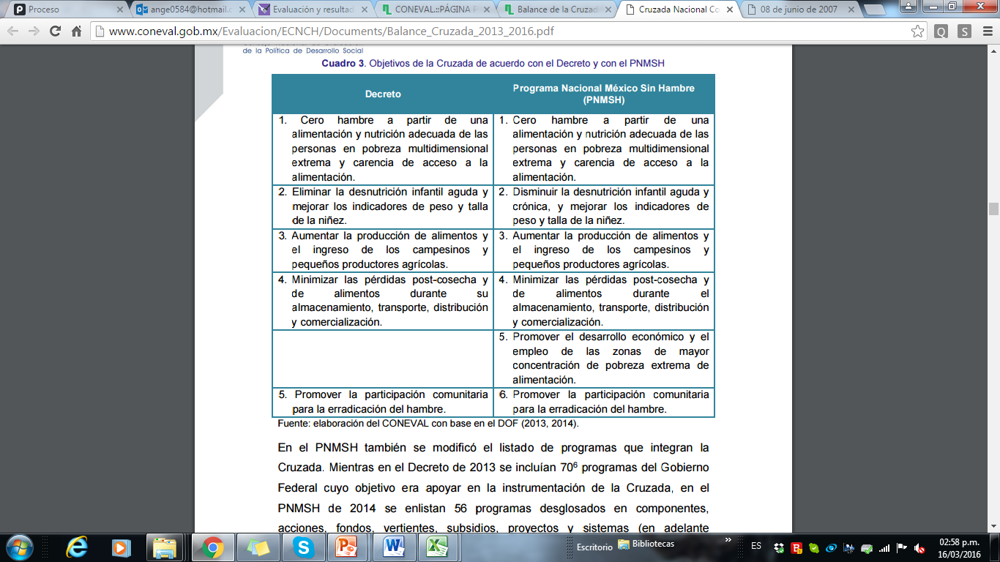 Proceso
ange0584@hotmail.c
Evaluación y resultad
CONEVAL.::PÁGINA
Balance de la Cruzad
Cruzada Nacional Co
08 de junio de 2007
www.coneval.gob.mx/Evaluacion/ECNCH/Documents/Balance_Cruzada_2013_2016.pdf
de la Política de Desarrollo Social
Cuadro 3. Objetivos de la Cruzada de acuerdo con el Decreto y con el PNMSH
Decreto
Programa Nacional México Sin Hambre
(PNMSH)
1. Cero hambre a partir de una
alimentación y nutrición adecuada de las
personas en pobreza multidimensional
extrema y carencia de acceso a la
alimentación.
1. Cero hambre a partir de una
alimentación y nutrición adecuada de las
personas en pobreza multidimensional
extrema y carencia de acceso a la
alimentación.
2. Eliminar la desnutrición infantil aguda y
mejorar los indicadores de peso y talla
de la niñez.
2. Disminuir la desnutrición infantil aguda y
crónica, y mejorar los indicadores de
peso y talla de la niñez.
3. Aumentar la producción de alimentos y
el ingreso de los campesinos y
pequeños productores agrícolas.
3. Aumentar la producción de alimentos y
el ingreso de los campesinos y
pequeños productores agrícolas.
4. Minimizar las pérdidas post-cosecha y
de alimentos durante su
almacenamiento, transporte, distribución
y comercialización.
4. Minimizar las pérdidas post-cosecha y
de alimentos durante el
almacenamiento, transporte, distribución
y comercialización.
5. Promover el desarrollo económico y el
empleo de las zonas de mayor
concentración de pobreza extrema de
alimentación.
5. Promover la participación comunitaria
para la erradicación del hambre.
6. Promover la participación comunitaria
para la erradicación del hambre.
Fuente: elaboración del CONEVAL con base en el DOF (2013, 2014).
En el PNMSH también se modificó el listado de programas que integran la
Cruzada. Mientras en el Decreto de 2013 se incluían 70⁶ programas del Gobierno
Federal cuyo objetivo era apoyar en la instrumentación de la Cruzada, en el
PNMSH de 2014 se enlistan 56 programas desglosados en componentes,
acciones, fondos, vertientes, subsidios, proyectos y sistemas (en adelante
Escritorio
Bibliotecas
ES
02:58 p.m.
16/03/2016